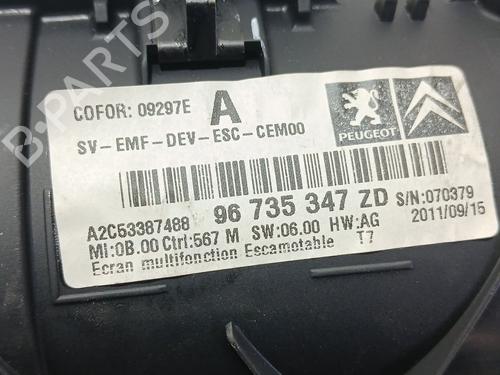 B-PARTS
COFOR: 09297E A
PEUGEOT
SV-EMF-DEV-ESC-CEM00
A2C53387488 96 735 347 ZD S/N:070379
MI:0B.00 Ctrl:567 M SW:06.00 HW:AG 2011/09/15
Ecran multifonction Escamotable T7